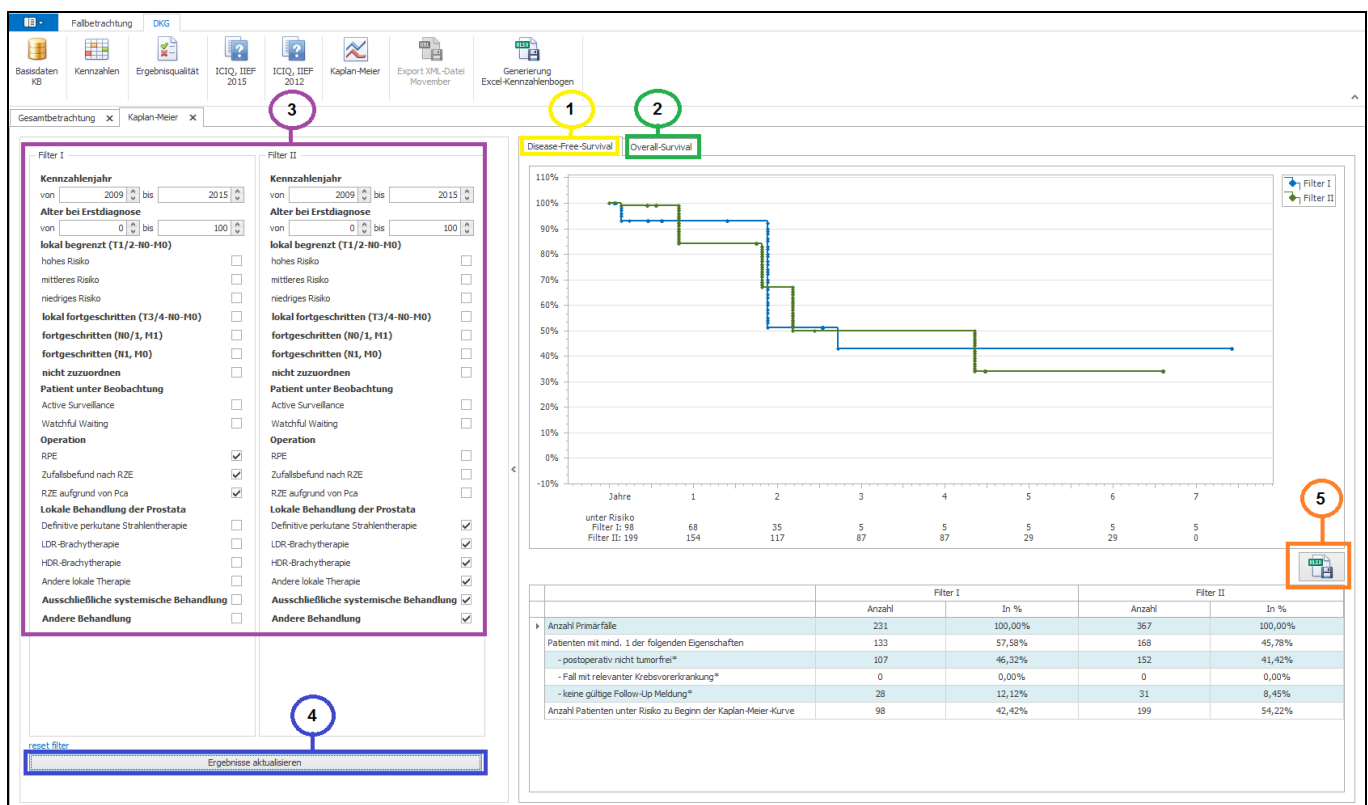 Fallbetrachtung DKG
Basisdaten KB
Kennzahlen
Ergebnisqualität
ICIQ, IIEF 2015
ICIQ, IIEF 2012
Kaplan-Meier
Export XML-Datei Movember
Generierung Excel-Kennzahlenbogen
Gesamtbetrachtung x Kaplan-Meier x
3
1
2
Filter I
Kennzahlenjahr
von 2009 bis 2015
Alter bei Erstdiagnose
von 0 bis 100
lokal begrenzt (T1/2-N0-M0)
hohes Risiko
mittleres Risiko
niedriges Risiko
lokal fortgeschritten (T3/4-N0-M0)
fortgeschritten (N0/1, M1)
fortgeschritten (N1, M0)
nicht zuzuordnen
Patient unter Beobachtung
Active Surveillance
Watchful Waiting
Operation
RPE
Zufallsbefund nach RZE
RZE aufgrund von Pca
Lokale Behandlung der Prostata
Definitive perkutane Strahlentherapie
LDR-Brachytherapie
HDR-Brachytherapie
Andere lokale Therapie
Ausschließliche systemische Behandlung
Andere Behandlung
Filter II
Kennzahlenjahr
von 2009 bis 2015
Alter bei Erstdiagnose
von 0 bis 100
lokal begrenzt (T1/2-N0-M0)
hohes Risiko
mittleres Risiko
niedriges Risiko
lokal fortgeschritten (T3/4-N0-M0)
fortgeschritten (N0/1, M1)
fortgeschritten (N1, M0)
nicht zuzuordnen
Patient unter Beobachtung
Active Surveillance
Watchful Waiting
Operation
RPE
Zufallsbefund nach RZE
RZE aufgrund von Pca
Lokale Behandlung der Prostata
Definitive perkutane Strahlentherapie
LDR-Brachytherapie
HDR-Brachytherapie
Andere lokale Therapie
Ausschließliche systemische Behandlung
Andere Behandlung
4
reset filter
Ergebnisse aktualisieren
Disease-Free-Survival Overall-Survival
110%
100%
90%
80%
70%
60%
50%
40%
30%
20%
10%
0%
-10%
Filter I
Filter II
Jahre 1 2 3 4 5 6 7
unter Risiko
Filter I: 98 68 35 5 5 5 5 5
Filter II: 199 154 117 87 87 29 29 0
5
XLSX
Filter I Filter II
Anzahl In % Anzahl In %
Anzahl Primärfälle 231 100,00% 367 100,00%
Patienten mit mind. 1 der folgenden Eigenschaften 133 57,58% 168 45,78%
- postoperativ nicht tumorfrei* 107 46,32% 152 41,42%
- Fall mit relevanter Krebsvorerkrankung* 0 0,00% 0 0,00%
- keine gültige Follow-Up Meldung* 28 12,12% 31 8,45%
Anzahl Patienten unter Risiko zu Beginn der Kaplan-Meier-Kurve 98 42,42% 199 54,22%